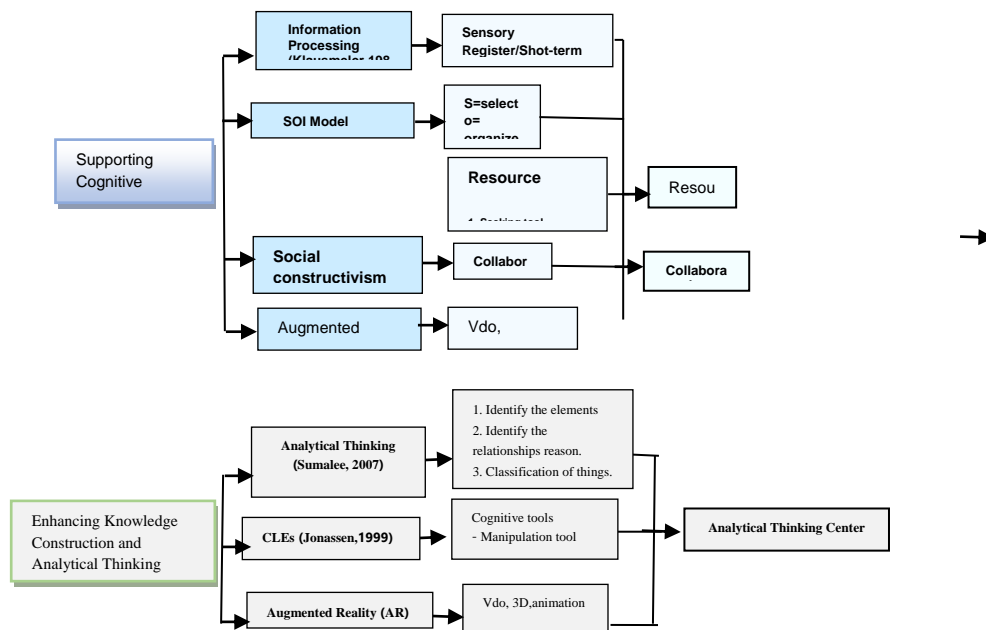 Information
Processing
Sensory
Register/Shot-term
SOI Model
S=select
o=
organize
Supporting
Cognitive
Resource
Resou
Social
constructivism
Collabor
Collabora
Augmented
Vdo,
Analytical Thinking
(Sumalee, 2007)
1. Identify the elements
2. Identify the
relationships reason.
3. Classification of things.
Enhancing Knowledge
Construction and
Analytical Thinking
CLEs (Jonassen,1999)
Cognitive tools
- Manipulation tool
Analytical Thinking Center
Augmented Reality (AR)
Vdo, 3D,animation